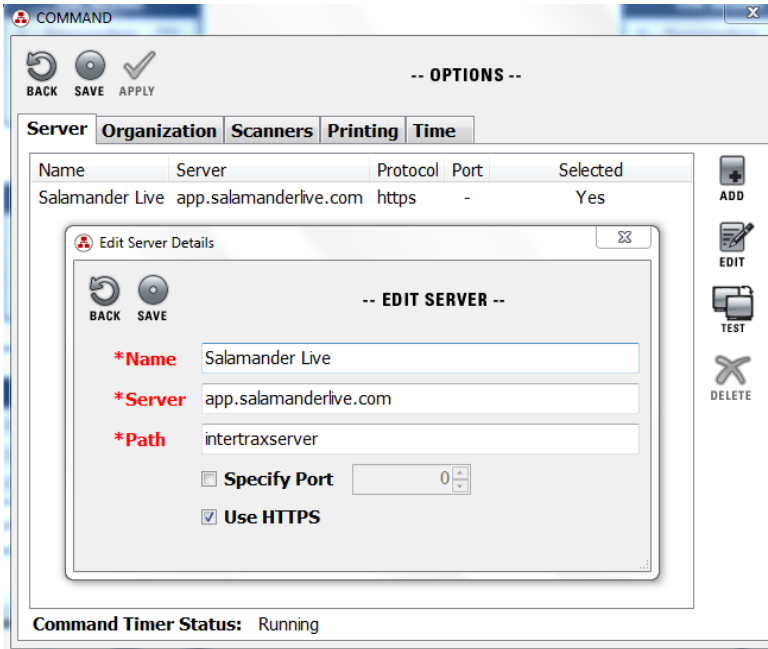 COMMAND
BACK SAVE APPLY
-- OPTIONS --
Server Organization Scanners Printing Time
Name Server Protocol Port Selected
Salamander Live app.salamanderlive.com https - Yes
ADD
EDIT
TEST
DELETE
Edit Server Details
BACK SAVE
-- EDIT SERVER --
*Name Salamander Live
*Server app.salamanderlive.com
*Path intertraxserver
Specify Port 0
Use HTTPS
Command Timer Status: Running